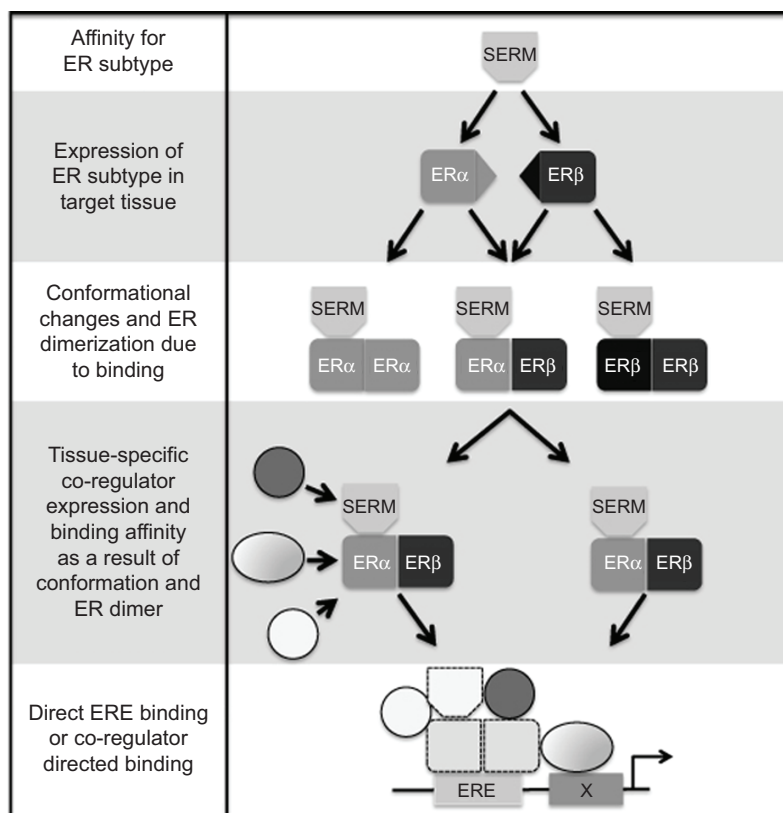 Affinity for
ER subtype
SERM
Expression of
ER subtype in
target tissue
ERα
ERβ
Conformational
changes and ER
dimerization due
to binding
SERM
SERM
SERM
ERα ERα
ERα ERβ
ERβ ERβ
Tissue-specific
co-regulator
expression and
binding affinity
as a result of
conformation and
ER dimer
SERM
SERM
ERα ERβ
ERα ERβ
Direct ERE binding
or co-regulator
directed binding
ERE
X